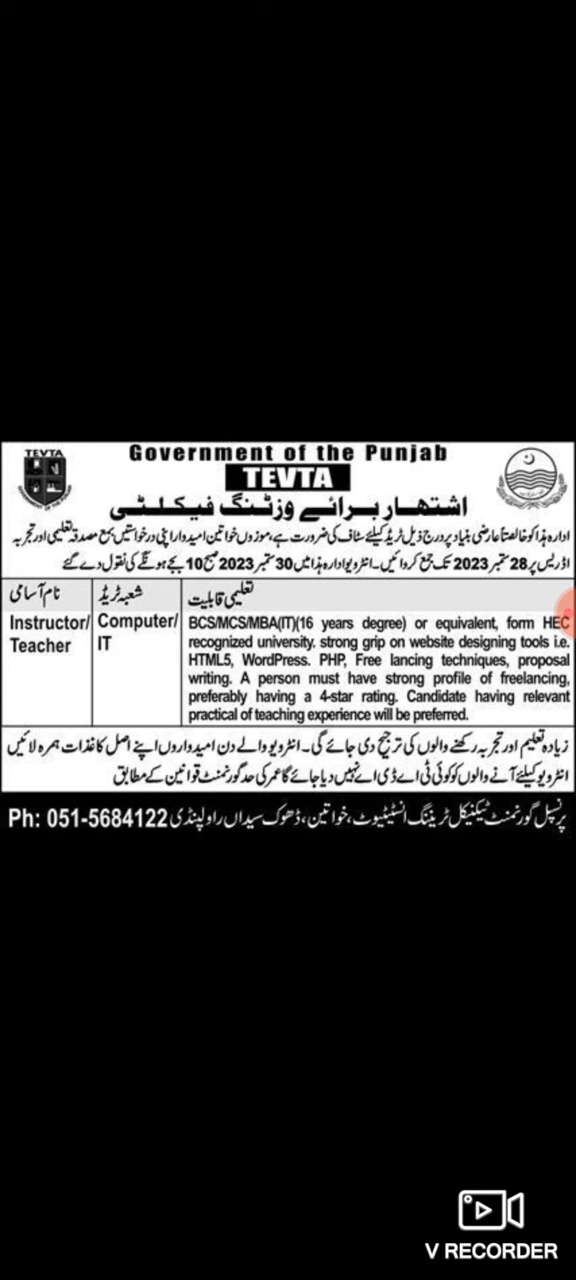 TEVTA
Government of the Punjab
TEVTA
اشتھار برائے وزٹنگ فیکلٹی
ادارہ ہذا کو خالصتاً عارضی بنیاد پر درج ذیل ٹریڈ کیلئے سٹاف کی ضرورت ہے، موزوں خواتین امیدوار اپنی درخواستیں بمع مصدقہ تعلیمی اور تجربہ
اڈریس پر 28 ستمبر 2023 تک جمع کروائیں۔ انٹرویو ادارہ ہذا میں 30 ستمبر 2023 صبح 10 بجے ہونگے کی نقول دے گئے
تعلیمی قابلیت شعبہ ٹریڈ نام آسامی
Instructor/ Computer/ BCS/MCS/MBA(IT)(16 years degree) or equivalent, form HEC
Teacher IT recognized university. strong grip on website designing tools i.e.
HTML5, WordPress. PHP, Free lancing techniques, proposal
writing. A person must have strong profile of freelancing,
preferably having a 4-star rating. Candidate having relevant
practical of teaching experience will be preferred.
زیادہ تعلیم اور تجربہ رکھنے والوں کی ترجیح دی جائے گی۔ انٹرویو والے دن امیدواروں اپنے اصل کاغذات ہمرہ لائیں
انٹرویو کیلئے آنے والوں کو کوئی ٹی اے ڈی اے نہیں دیا جائے گا عمر کی حد گورنمنٹ قوانین کے مطابق
پرنسپل گورنمنٹ ٹیکنیکل ٹریننگ انسٹیٹیوٹ، خواتین، ڈھوک سیداں راولپنڈی Ph: 051-5684122
V RECORDER